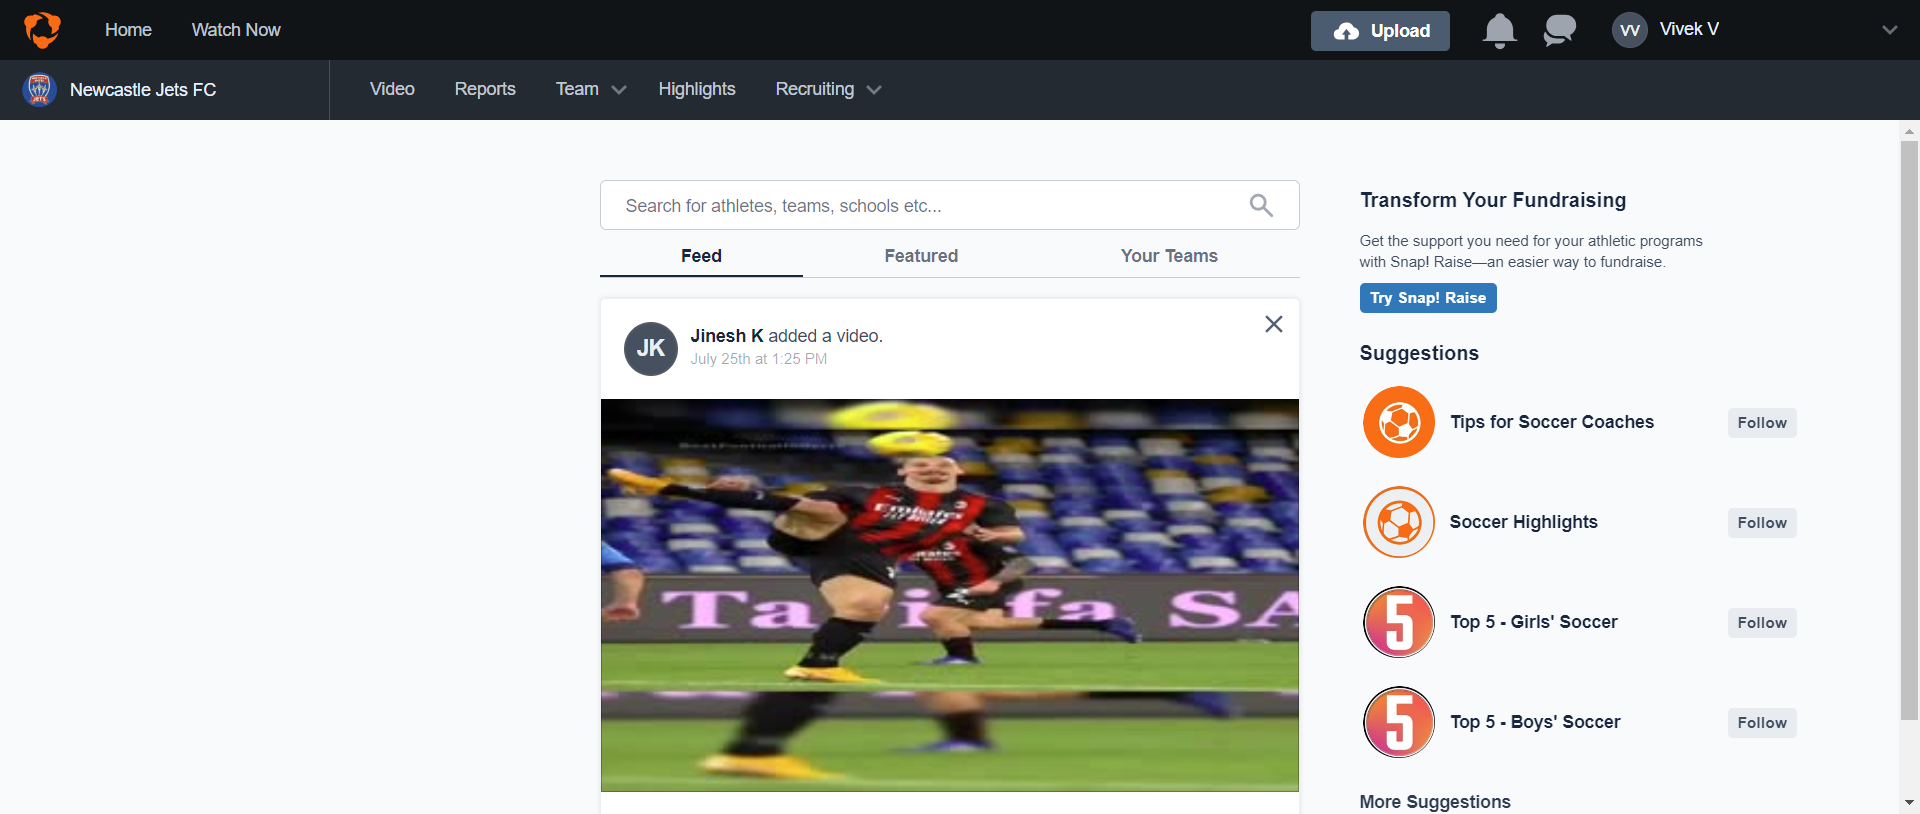 Home
Watch Now
Upload
VV
Vivek V
JETS
Newcastle Jets FC
Video
Reports
Team
Highlights
Recruiting
Search for athletes, teams, schools etc...
Feed
Featured
Your Teams
JK
Jinesh K added a video.
July 25th at 1:25 PM
Emirates
Ta
fa SA
Transform Your Fundraising
Get the support you need for your athletic programs
with Snap! Raise—an easier way to fundraise.
Try Snap! Raise
Suggestions
Tips for Soccer Coaches
Follow
Soccer Highlights
Follow
5
Top 5 - Girls' Soccer
Follow
5
Top 5 - Boys' Soccer
Follow
More Suggestions